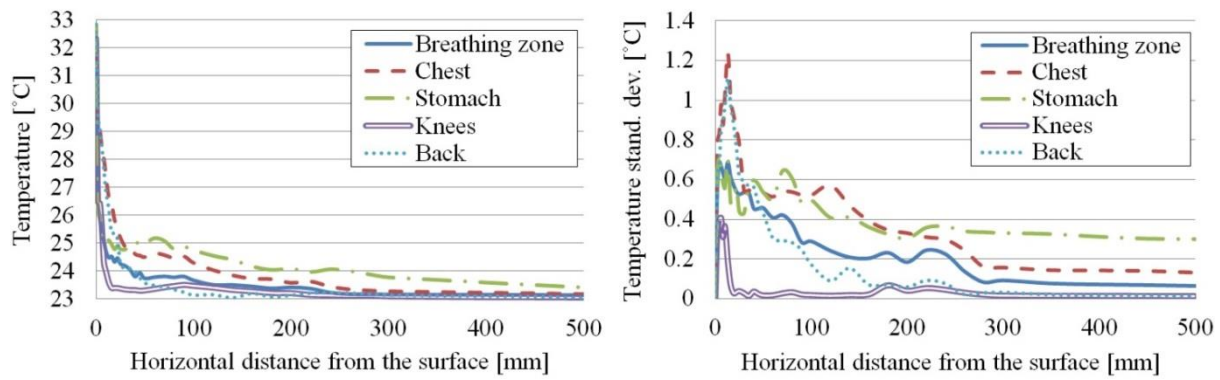 33
32
31
30
29
28
27
26
25
24
23
Temperature [˚C]
Breathing zone
Chest
Stomach
Knees
Back
0 100 200 300 400 500
Horizontal distance from the surface [mm]
1.4
1.2
1
0.8
0.6
0.4
0.2
0
Temperature stand. dev. [˚C]
Breathing zone
Chest
Stomach
Knees
Back
0 100 200 300 400 500
Horizontal distance from the surface [mm]